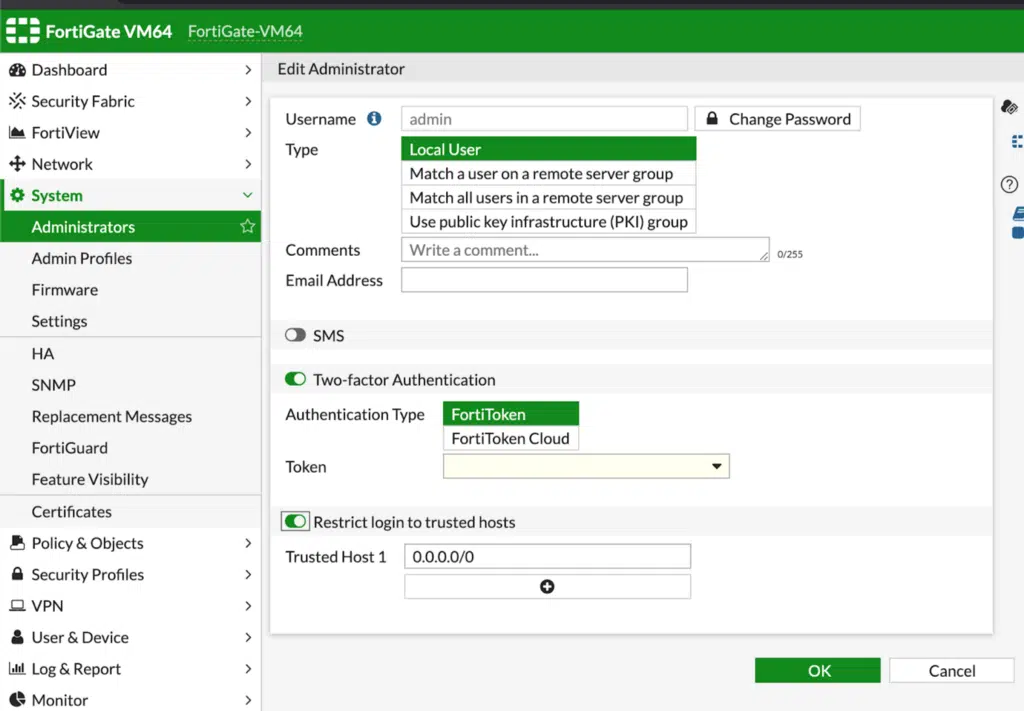 FortiGate VM64 FortiGate-VM64
Dashboard
Security Fabric
FortiView
Network
System
Administrators
Admin Profiles
Firmware
Settings
HA
SNMP
Replacement Messages
FortiGuard
Feature Visibility
Certificates
Policy & Objects
Security Profiles
VPN
User & Device
Log & Report
Monitor
Edit Administrator
Username admin Change Password
Type Local User
Match a user on a remote server group
Match all users in a remote server group
Use public key infrastructure (PKI) group
Comments Write a comment... 0/255
Email Address
SMS
Two-factor Authentication
Authentication Type FortiToken
FortiToken Cloud
Token
Restrict login to trusted hosts
Trusted Host 1 0.0.0.0/0
OK Cancel